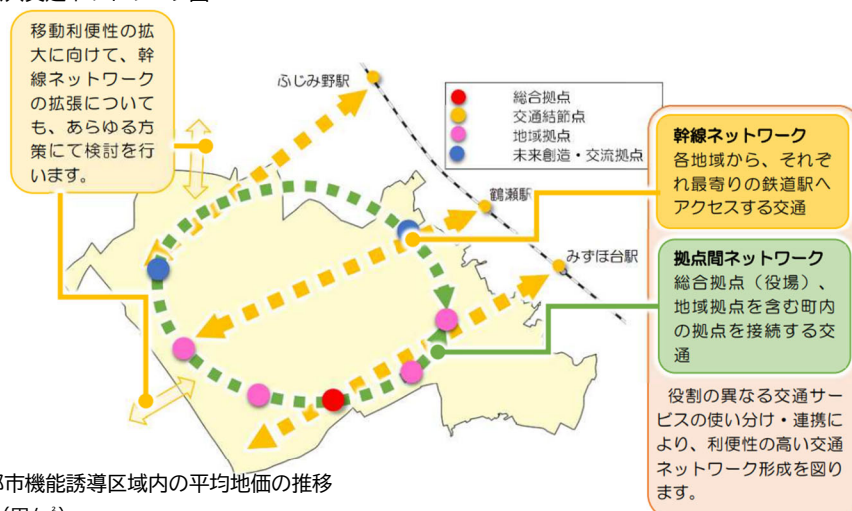 移動利便性の拡
大に向けて、幹
線ネットワーク
の拡張について
も、あらゆる方
策にて検討を行
います。
ふじみ野駅
総合拠点
交通結節点
地域拠点
未来創造・交流拠点
鶴瀬駅
みずほ台駅
幹線ネットワーク
各地域から、それぞ
れ最寄りの鉄道駅へ
アクセスする交通
拠点間ネットワーク
総合拠点（役場）、
地域拠点を含む町内
の拠点を接続する交
通
役割の異なる交通サー
ビスの使い分け・連携に
より、利便性の高い交通
ネットワーク形成を図り
ます。
市機能誘導区域内の平均地価の推移